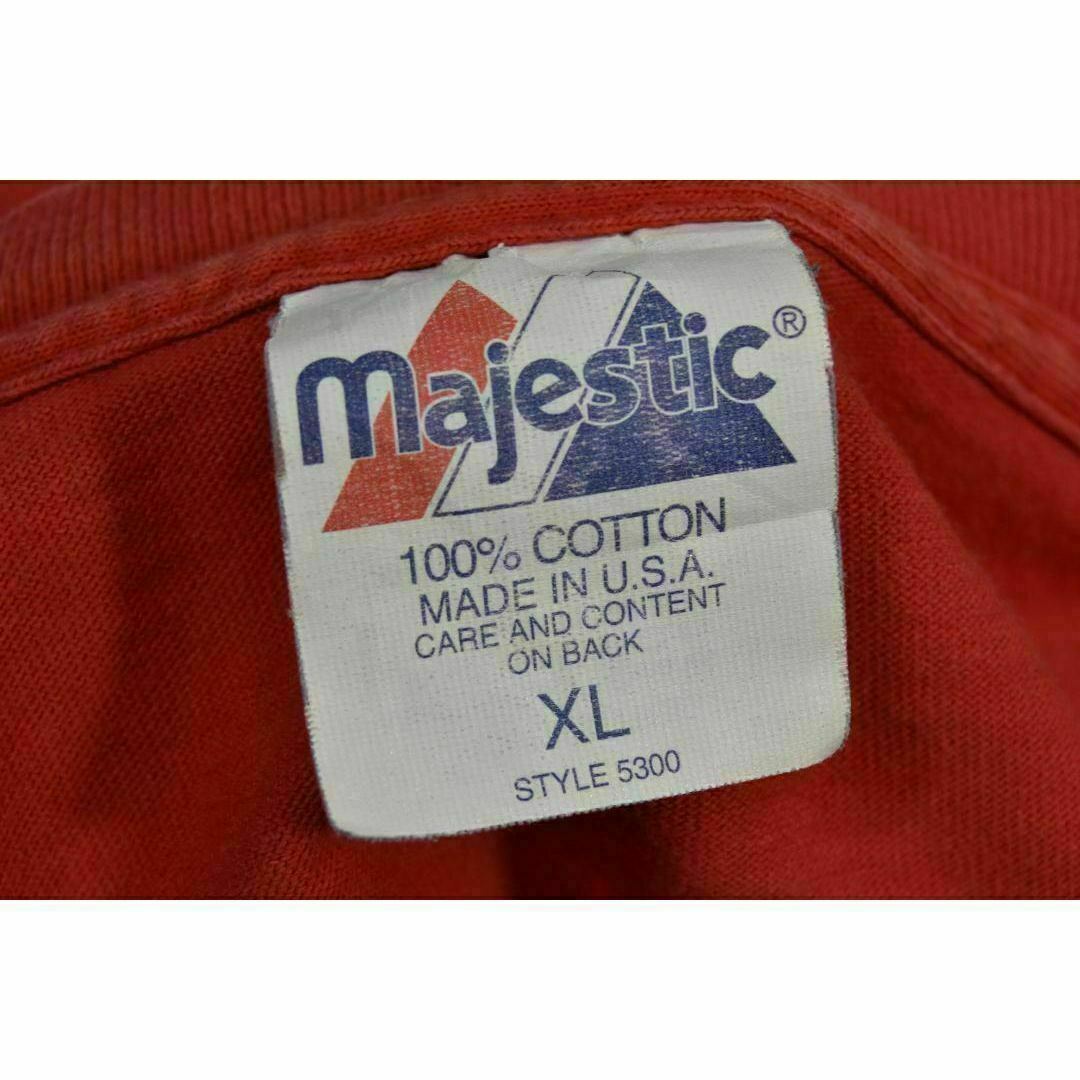 majestic®
100% COTTON
MADE IN U.S.A.
CARE AND CONTENT
ON BACK
XL
STYLE 5300